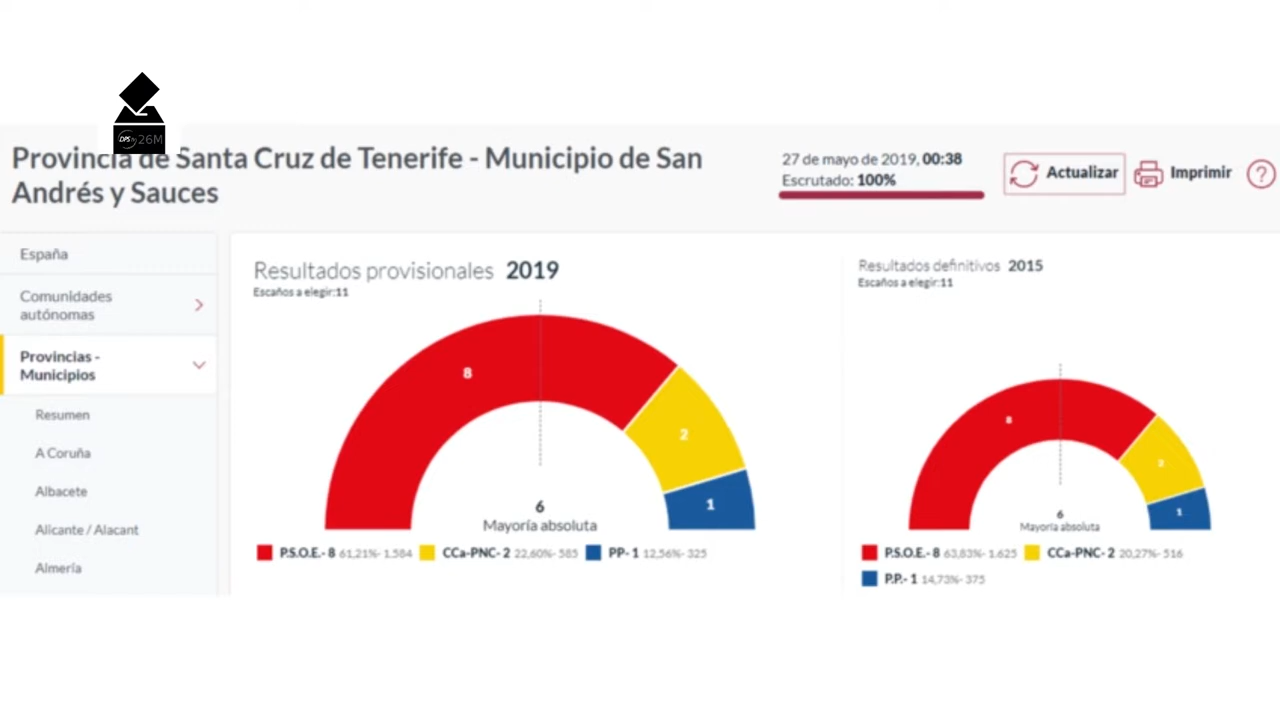 DPS 26M
Provincia de Santa Cruz de Tenerife - Municipio de San
Andrés y Sauces
27 de mayo de 2019, 00:38
Escrutado: 100%
Actualizar
Imprimir
?
España
Comunidades
autónomas
Provincias -
Municipios
Resumen
A Coruña
Albacete
Alicante / Alacant
Almería
Resultados provisionales 2019
Escaños a elegir:11
8
2
1
6
Mayoría absoluta
P.S.O.E.- 8 61,21%- 1.584 CCa-PNC- 2 22,60%- 585 PP- 1 12,56%- 325
Resultados definitivos 2015
Escaños a elegir:11
8
2
1
6
Mayoría absoluta
P.S.O.E.- 8 63,83%- 1.625 CCa-PNC- 2 20,27%- 516
P.P.- 1 14,73%- 375